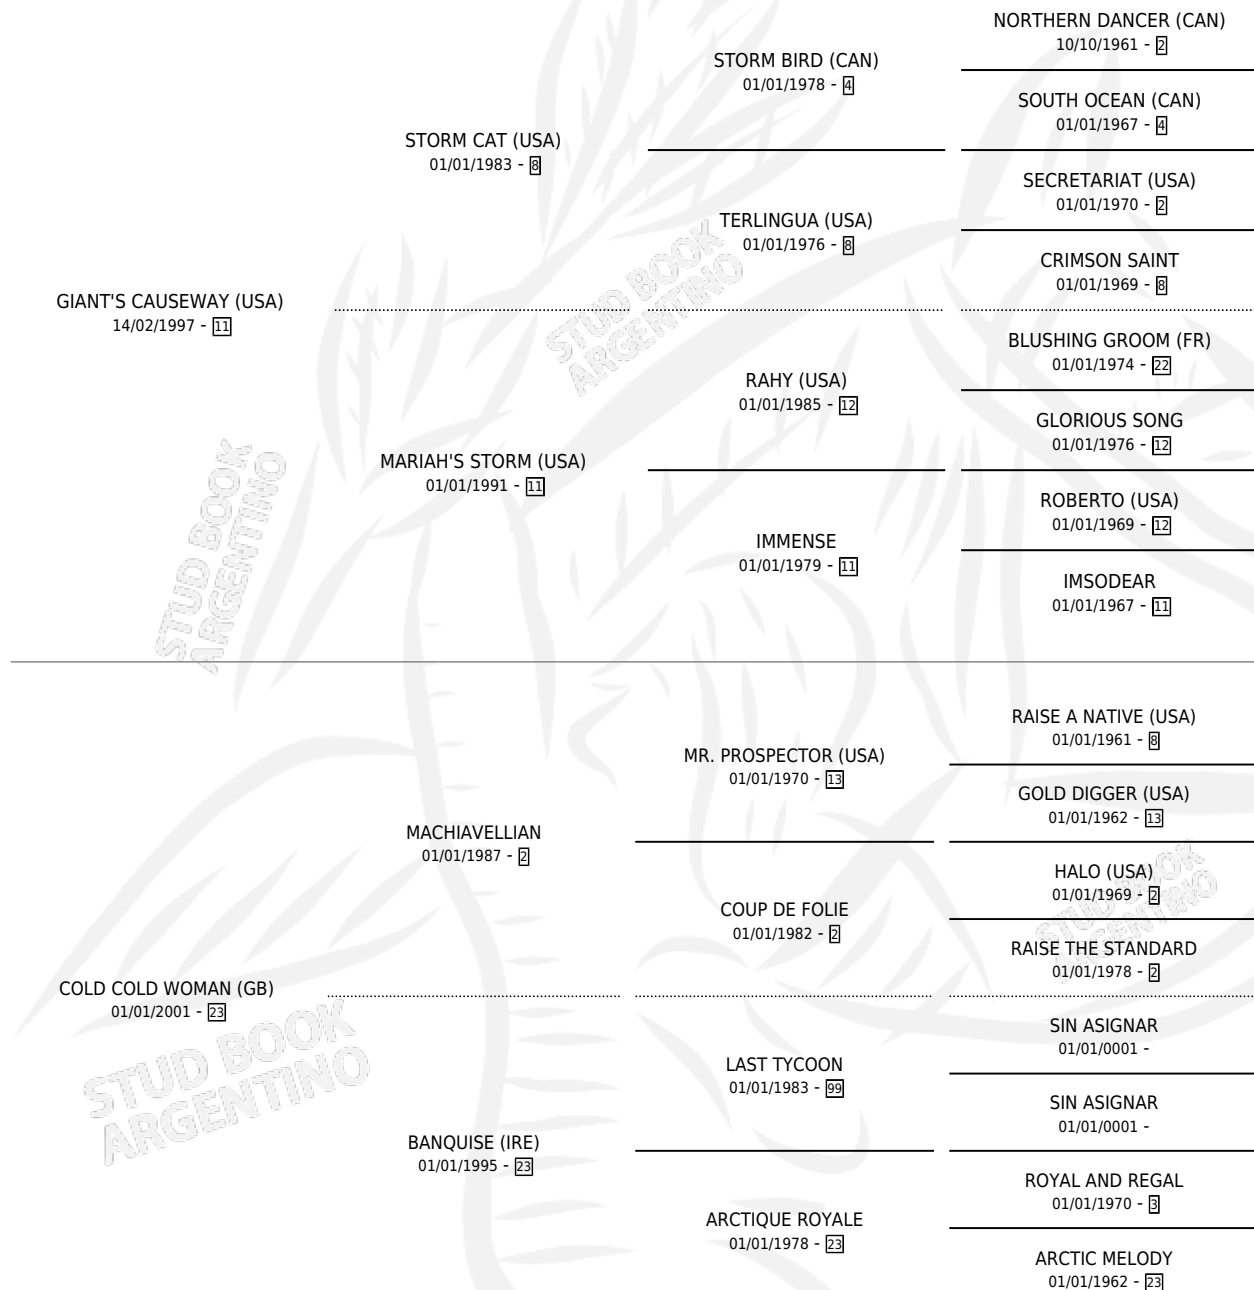 NORTHERN DANCER (CAN)
10/10/1961 - 2
STORM BIRD (CAN)
01/01/1978 - 4
SOUTH OCEAN (CAN)
01/01/1967 - 4
STORM CAT (USA)
01/01/1983 - 8
SECRETARIAT (USA)
01/01/1970 - 2
TERLINGUA (USA)
01/01/1976 - 8
CRIMSON SAINT
01/01/1969 - 8
GIANT'S CAUSEWAY (USA)
14/02/1997 - 11
BLUSHING GROOM (FR)
01/01/1974 - 22
RAHY (USA)
01/01/1985 - 12
GLORIOUS SONG
01/01/1976 - 12
MARIAH'S STORM (USA)
01/01/1991 - 11
ROBERTO (USA)
01/01/1969 - 12
IMMENSE
01/01/1979 - 11
IMSODEAR
01/01/1967 - 11
RAISE A NATIVE (USA)
01/01/1961 - 8
MR. PROSPECTOR (USA)
01/01/1970 - 13
GOLD DIGGER (USA)
01/01/1962 - 13
MACHIAVELLIAN
01/01/1987 - 2
HALO (USA)
01/01/1969 - 2
COUP DE FOLIE
01/01/1982 - 2
RAISE THE STANDARD
01/01/1978 - 2
COLD COLD WOMAN (GB)
01/01/2001 - 23
SIN ASIGNAR
01/01/0001 -
LAST TYCOON
01/01/1983 - 99
SIN ASIGNAR
01/01/0001 -
BANQUISE (IRE)
01/01/1995 - 23
ROYAL AND REGAL
01/01/1970 - 3
ARCTIQUE ROYALE
01/01/1978 - 23
ARCTIC MELODY
01/01/1962 - 23
STUD BOOK
ARGENTINO
STUD BOOK
ARGENTINO
STUD BOOK
ARGENTINO
STUD BOOK
ARGENTINO